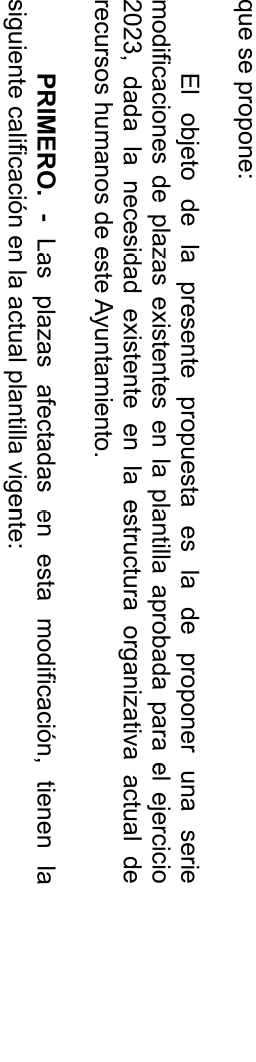 que se propone:
El objeto de la presente propuesta es la de proponer una serie
modificaciones de plazas existentes en la plantilla aprobada para el ejercicio
2023, dada la necesidad existente en la estructura organizativa actual de
recursos humanos de este Ayuntamiento.
PRIMERO. - Las plazas afectadas en esta modificación, tienen la
siguiente calificación en la actual plantilla vigente: